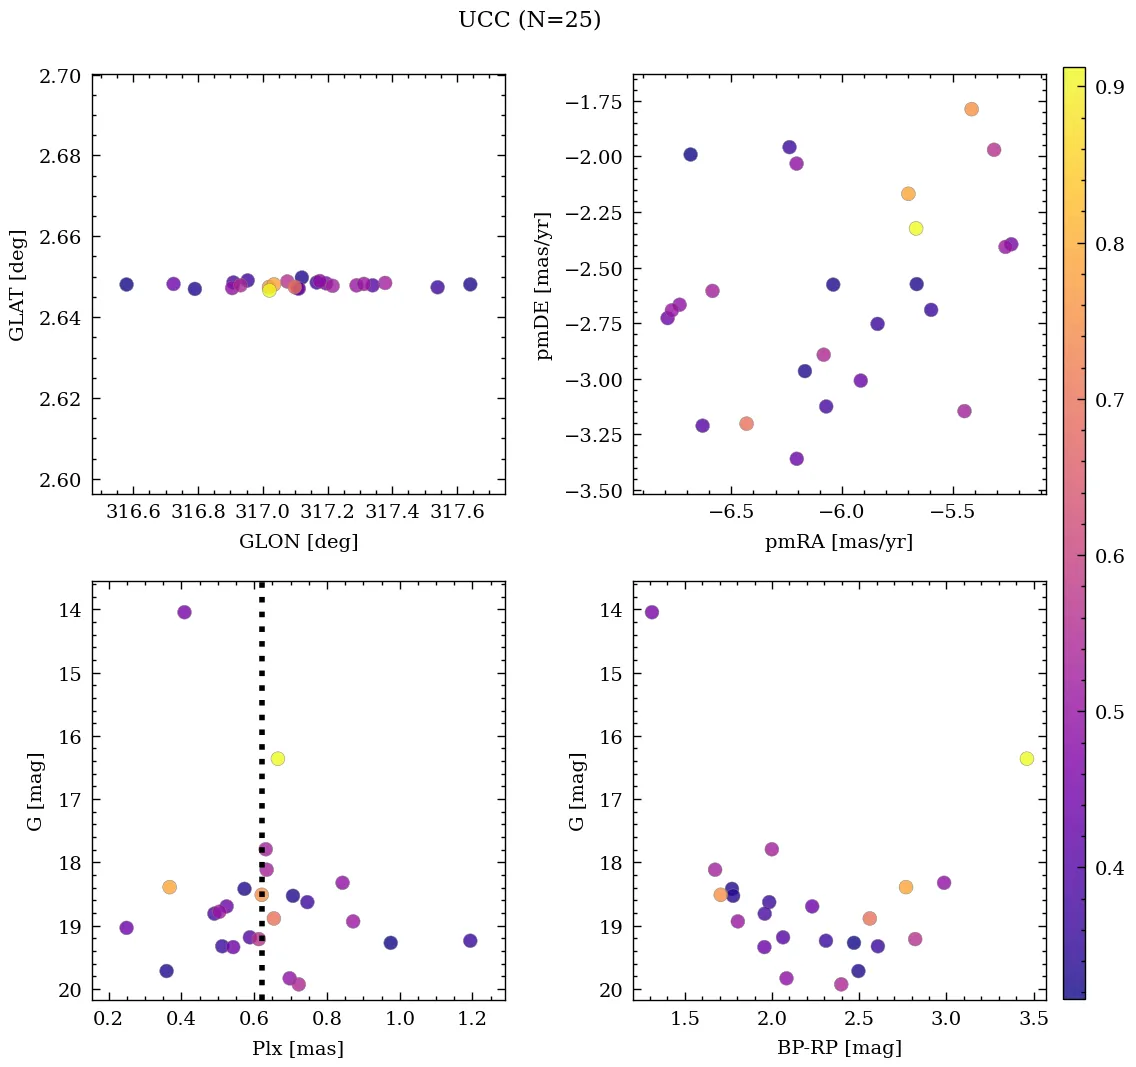 UCC (N=25)
2.70
2.68
2.66
2.64
2.62
2.60
GLAT [deg]
316.6 316.8 317.0 317.2 317.4 317.6
GLON [deg]
−1.75
−2.00
−2.25
−2.50
−2.75
−3.00
−3.25
−3.50
pmDE [mas/yr]
−6.5 −6.0 −5.5
pmRA [mas/yr]
0.9
0.8
0.7
0.6
0.5
0.4
14
15
16
17
18
19
20
G [mag]
0.2 0.4 0.6 0.8 1.0 1.2
Plx [mas]
14
15
16
17
18
19
20
G [mag]
1.5 2.0 2.5 3.0 3.5
BP-RP [mag]